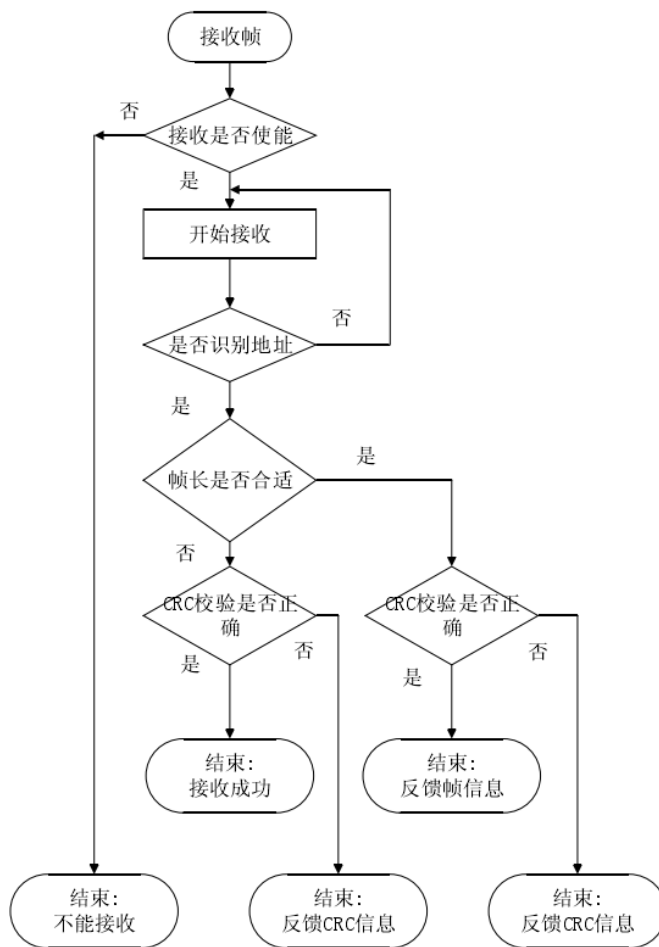 接收帧
否
接收是否使能
是
开始接收
否
是否识别地址
是
帧长是否合适
是
否
CRC校验是否正
确
CRC校验是否正
确
是
否
是
否
结束:
接收成功
结束:
反馈帧信息
结束:
不能接收
结束:
反馈CRC信息
结束:
反馈CRC信息